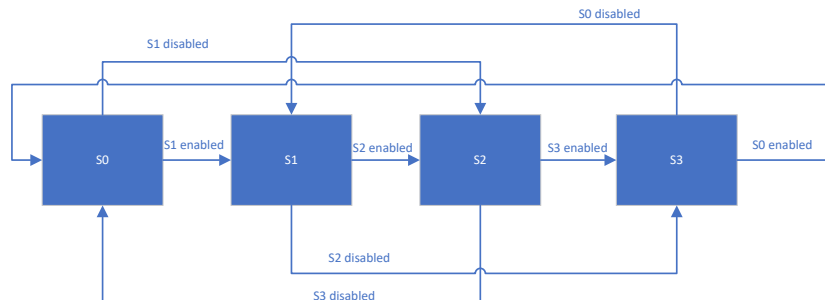 S0 disabled
S1 disabled
S0
S1 enabled
S1
S2 enabled
S2
S3 enabled
S3
S0 enabled
S2 disabled
S3 disabled